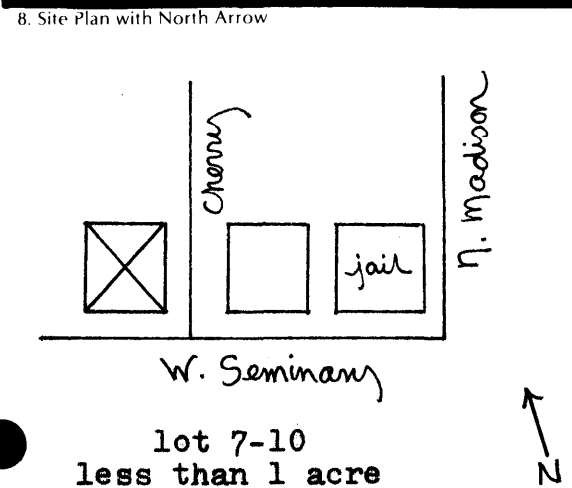 8. Site Plan with North Arrow
Cherry
N. Madison
jail
W. Seminary
lot 7-10
less than 1 acre
N